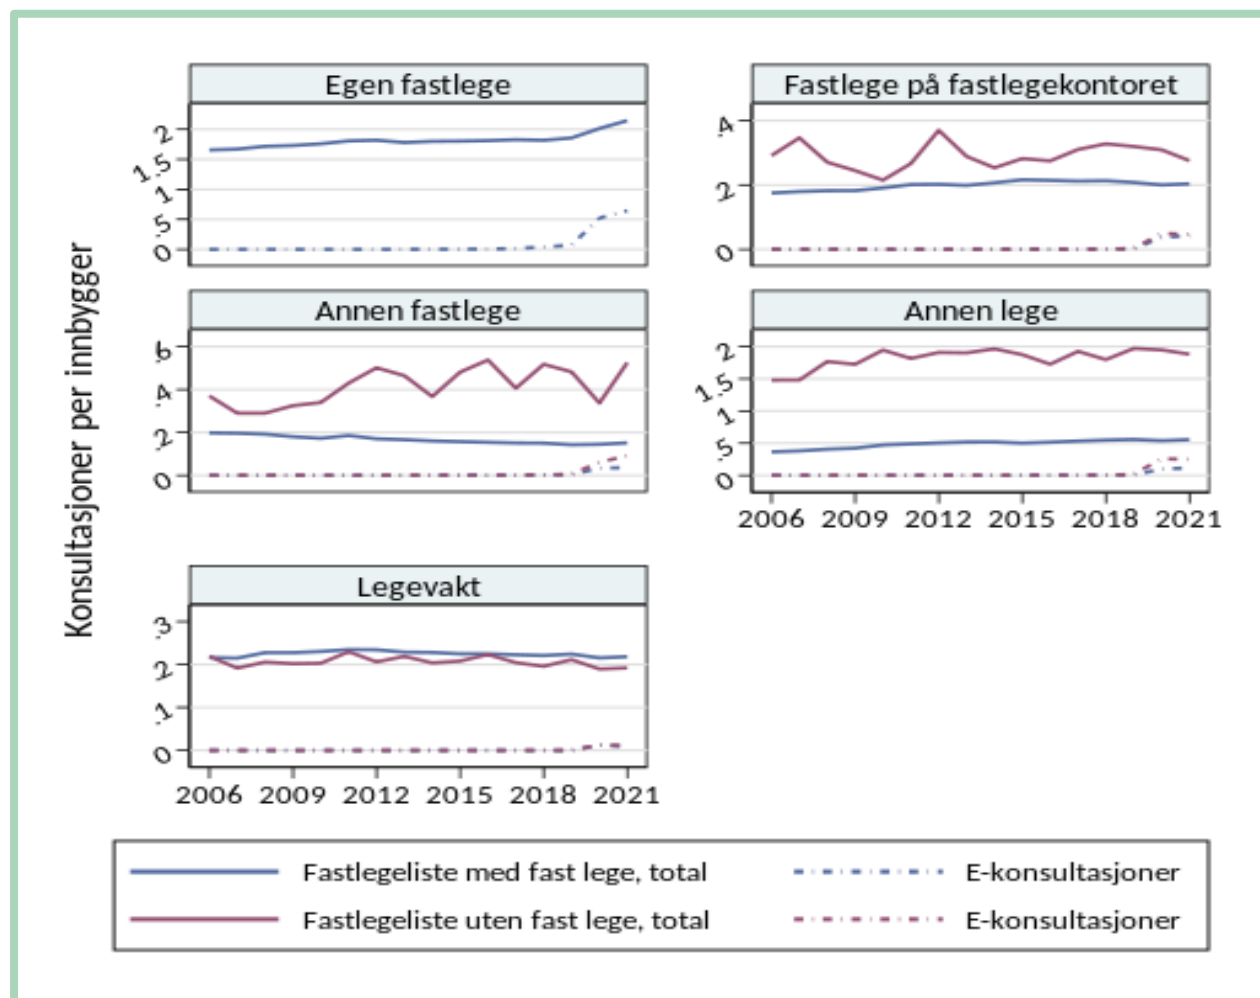 Konsultasjoner per innbygger
Egen fastlege
2
1.5
1
.5
0
Fastlege på fastlegekontoret
.4
.2
0
Annen fastlege
.6
.4
.2
0
Annen lege
2
1.5
1
.5
0
2006 2009 2012 2015 2018 2021
Legevakt
.3
.2
.1
0
2006 2009 2012 2015 2018 2021
Fastlegeliste med fast lege, total
E-konsultasjoner
Fastlegeliste uten fast lege, total
E-konsultasjoner